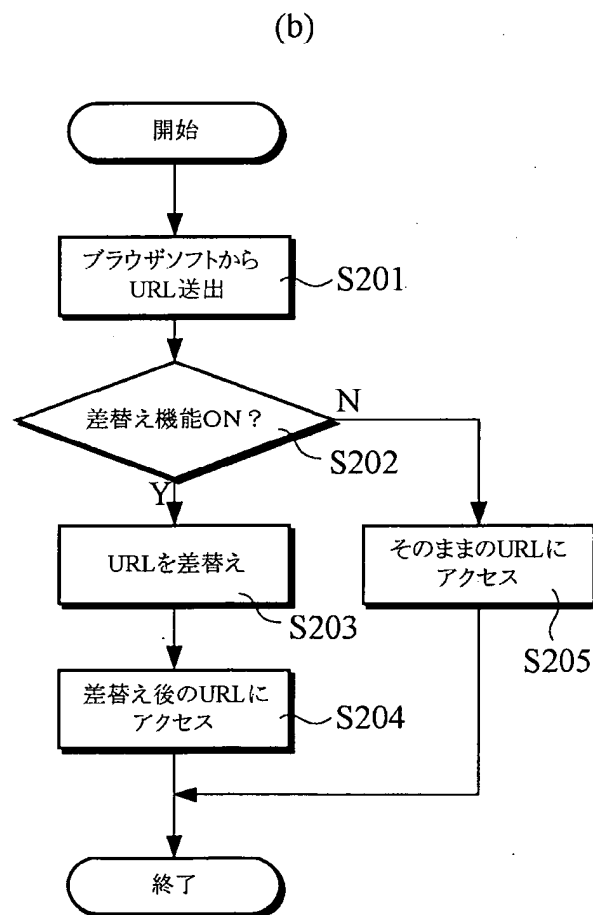 (b)
開始
ブラウザソフトから
URL送出
S201
差替え機能ON？
N
S202
Y
URLを差替え
S203
そのままのURLに
アクセス
S205
差替え後のURLに
アクセス
S204
終了